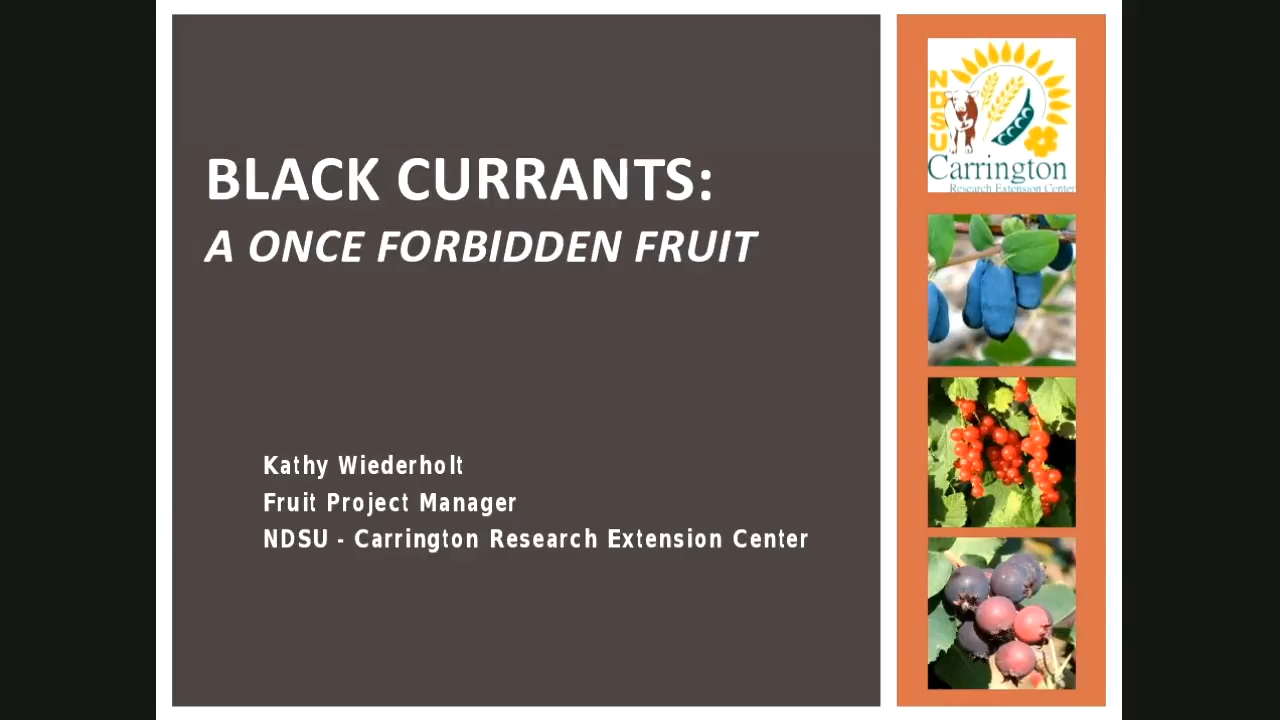 BLACK CURRANTS:
A ONCE FORBIDDEN FRUIT
Kathy Wiederholt
Fruit Project Manager
NDSU - Carrington Research Extension Center
NDSU
Carrington
Research Extension Center